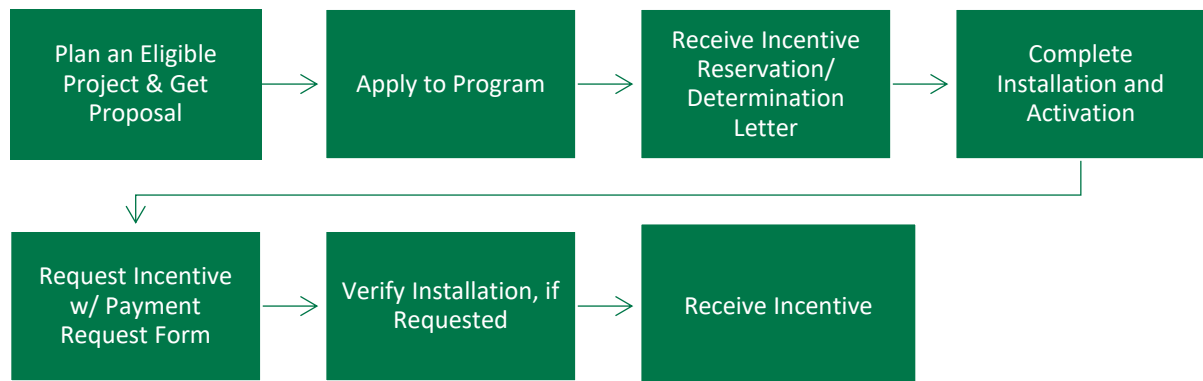 Plan an Eligible
Project & Get
Proposal
Apply to Program
Receive Incentive
Reservation/
Determination
Letter
Complete
Installation and
Activation
Request Incentive
w/ Payment
Request Form
Verify Installation, if
Requested
Receive Incentive